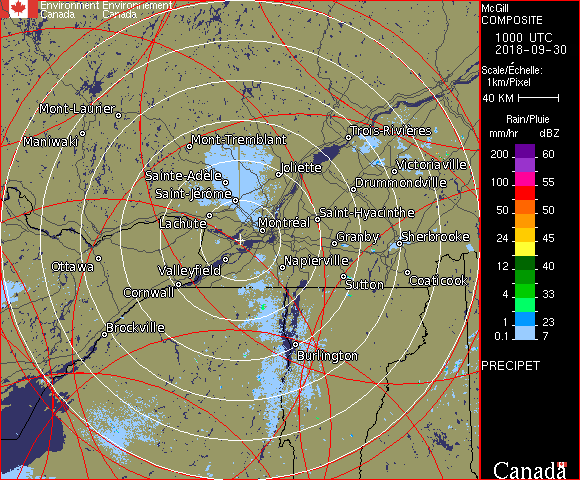 Environment Environnement
Canada Canada
McGill
COMPOSITE
1000 UTC
2018-09-30
Scale/Échelle:
1km/Pixel
40 KM
Rain/Pluie
mm/hr dBZ
200 60
100 55
50 50
24 45
12 40
4 33
1 23
0.1 7
PRECIPET
Canada
Mont-Laurier
Maniwaki
Mont-Tremblant
Trois-Rivières
Joliette
Victoriaville
Sainte-Adèle
Drummondville
Saint-Jérôme
Lachute
Saint-Hyacinthe
Montréal
Granby
Sherbrooke
Ottawa
Valleyfield
Napierville
Cornwall
Sutton
Coaticook
Brockville
Burlington